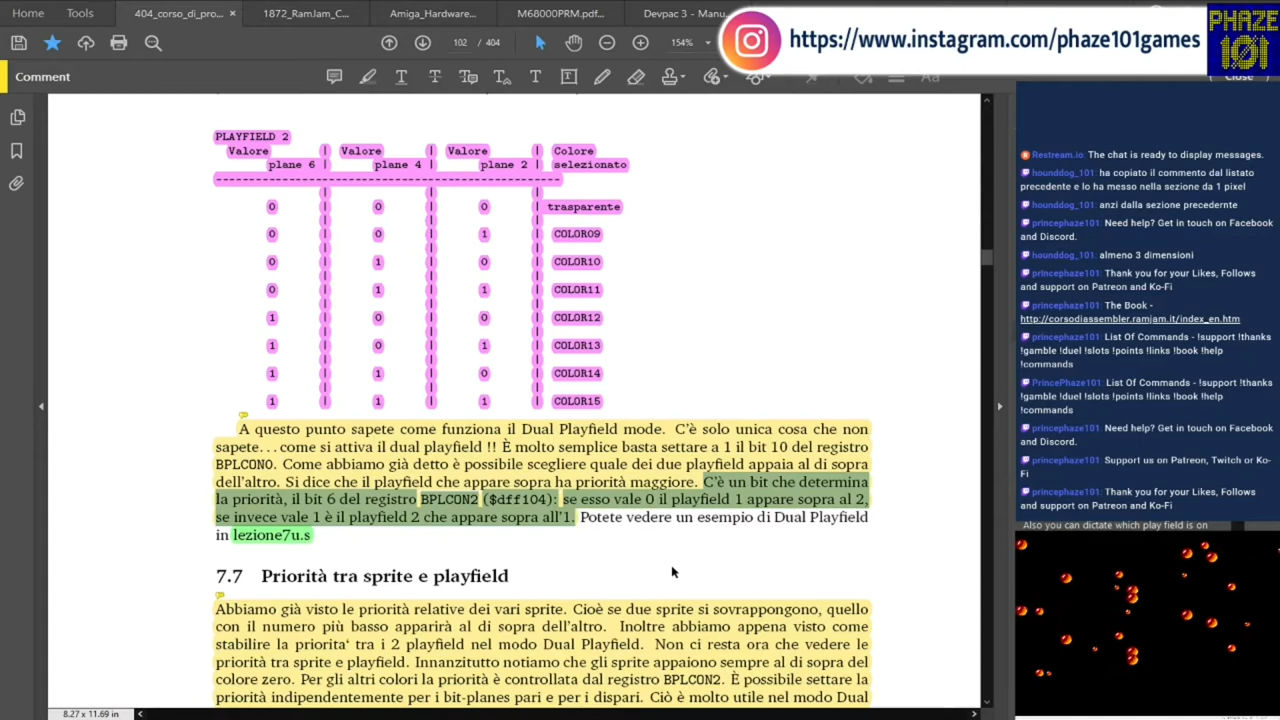 Home
Tools
404_corso_di_pro...
1872_RamJam_C...
Amiga_Hardware...
M68000PRM.pdf...
Devpac 3 - Manu...
https://www.instagram.com/phaze101games
PHAZE
101
102 / 404
154%
Comment
Close
PLAYFIELD 2
Valore | Valore | Valore | Colore
plane 6 | plane 4 | plane 2 | selezionato
-------------------------------------------------------
0 | 0 | 0 | trasparente
0 | 0 | 1 | COLOR09
0 | 1 | 0 | COLOR10
0 | 1 | 1 | COLOR11
1 | 0 | 0 | COLOR12
1 | 0 | 1 | COLOR13
1 | 1 | 0 | COLOR14
1 | 1 | 1 | COLOR15
A questo punto sapete come funziona il Dual Playfield mode. C'è solo unica cosa che non
sapete...come si attiva il dual playfield !! È molto semplice basta settare a 1 il bit 10 del registro
BPLCON0. Come abbiamo già detto è possibile scegliere quale dei due playfield appaia al di sopra
dell'altro. Si dice che il playfield che appare sopra ha priorità maggiore. C'è un bit che determina
la priorità, il bit 6 del registro BPLCON2 ($dff104): se esso vale 0 il playfield 1 appare sopra al 2,
se invece vale 1 è il playfield 2 che appare sopra all'1. Potete vedere un esempio di Dual Playfield
in lezione7u.s
7.7 Priorità tra sprite e playfield
Abbiamo già visto le priorità relative dei vari sprite. Cioè se due sprite si sovrappongono, quello
con il numero più basso apparirà al di sopra dell'altro. Inoltre abbiamo appena visto come
stabilire la priorita' tra i 2 playfield nel modo Dual Playfield. Non ci resta ora che vedere le
priorità tra sprite e playfield. Innanzitutto notiamo che gli sprite appaiono sempre al di sopra del
colore zero. Per gli altri colori la priorità è controllata dal registro BPLCON2. È possibile settare la
priorità indipendentemente per i bit-planes pari e per i dispari. Ciò è molto utile nel modo Dual
8.27 x 11.69 in
Restream.io: The chat is ready to display messages.
hounddog_101: ha copiato il commento dal listato
precedente e lo ha messo nella sezione da 1 pixel
hounddog_101: anzi dalla sezione precedernte
princephaze101: Need help? Get in touch on Facebook
and Discord.
hounddog_101: almeno 3 dimensioni
princephaze101: Thank you for your Likes, Follows
and support on Patreon and Ko-Fi
princephaze101: The Book -
http://corsodiassembler.ramjam.it/index_en.htm
princephaze101: List Of Commands - !support !thanks
!gamble !duel !slots !points !links !book !help
!commands
PrincePhaze101: List Of Commands - !support !thanks
!gamble !duel !slots !points !links !book !help
!commands
princephaze101: Need help? Get in touch on Facebook
and Discord.
princephaze101: Support us on Patreon, Twitch or Ko-
Fi
princephaze101: Thank you for your Likes, Follows
and support on Patreon and Ko-Fi
Also you can dictate which play field is on